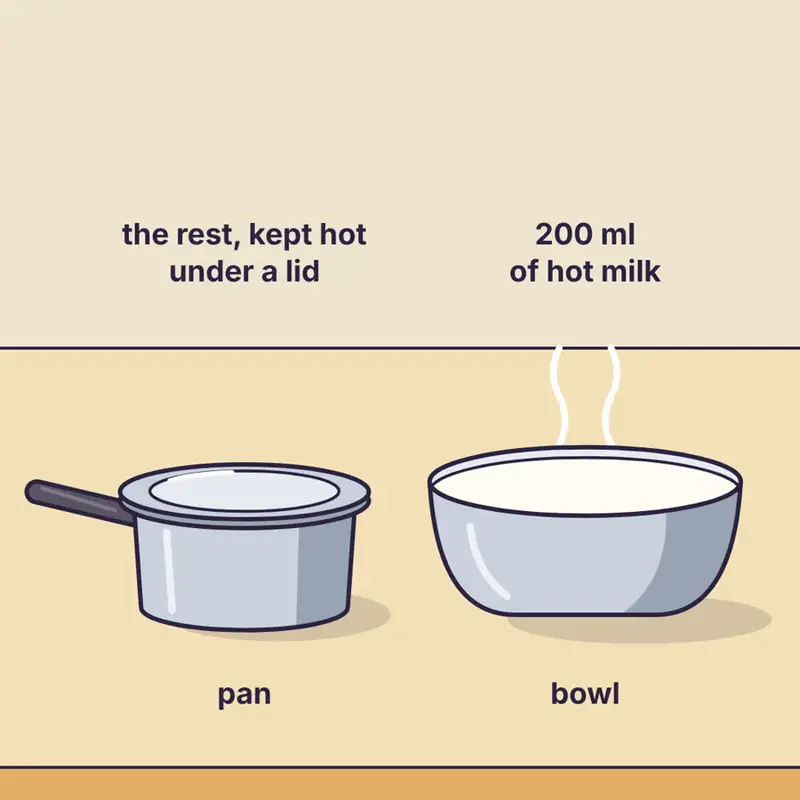 the rest, kept hot
under a lid
200 ml
of hot milk
pan
bowl